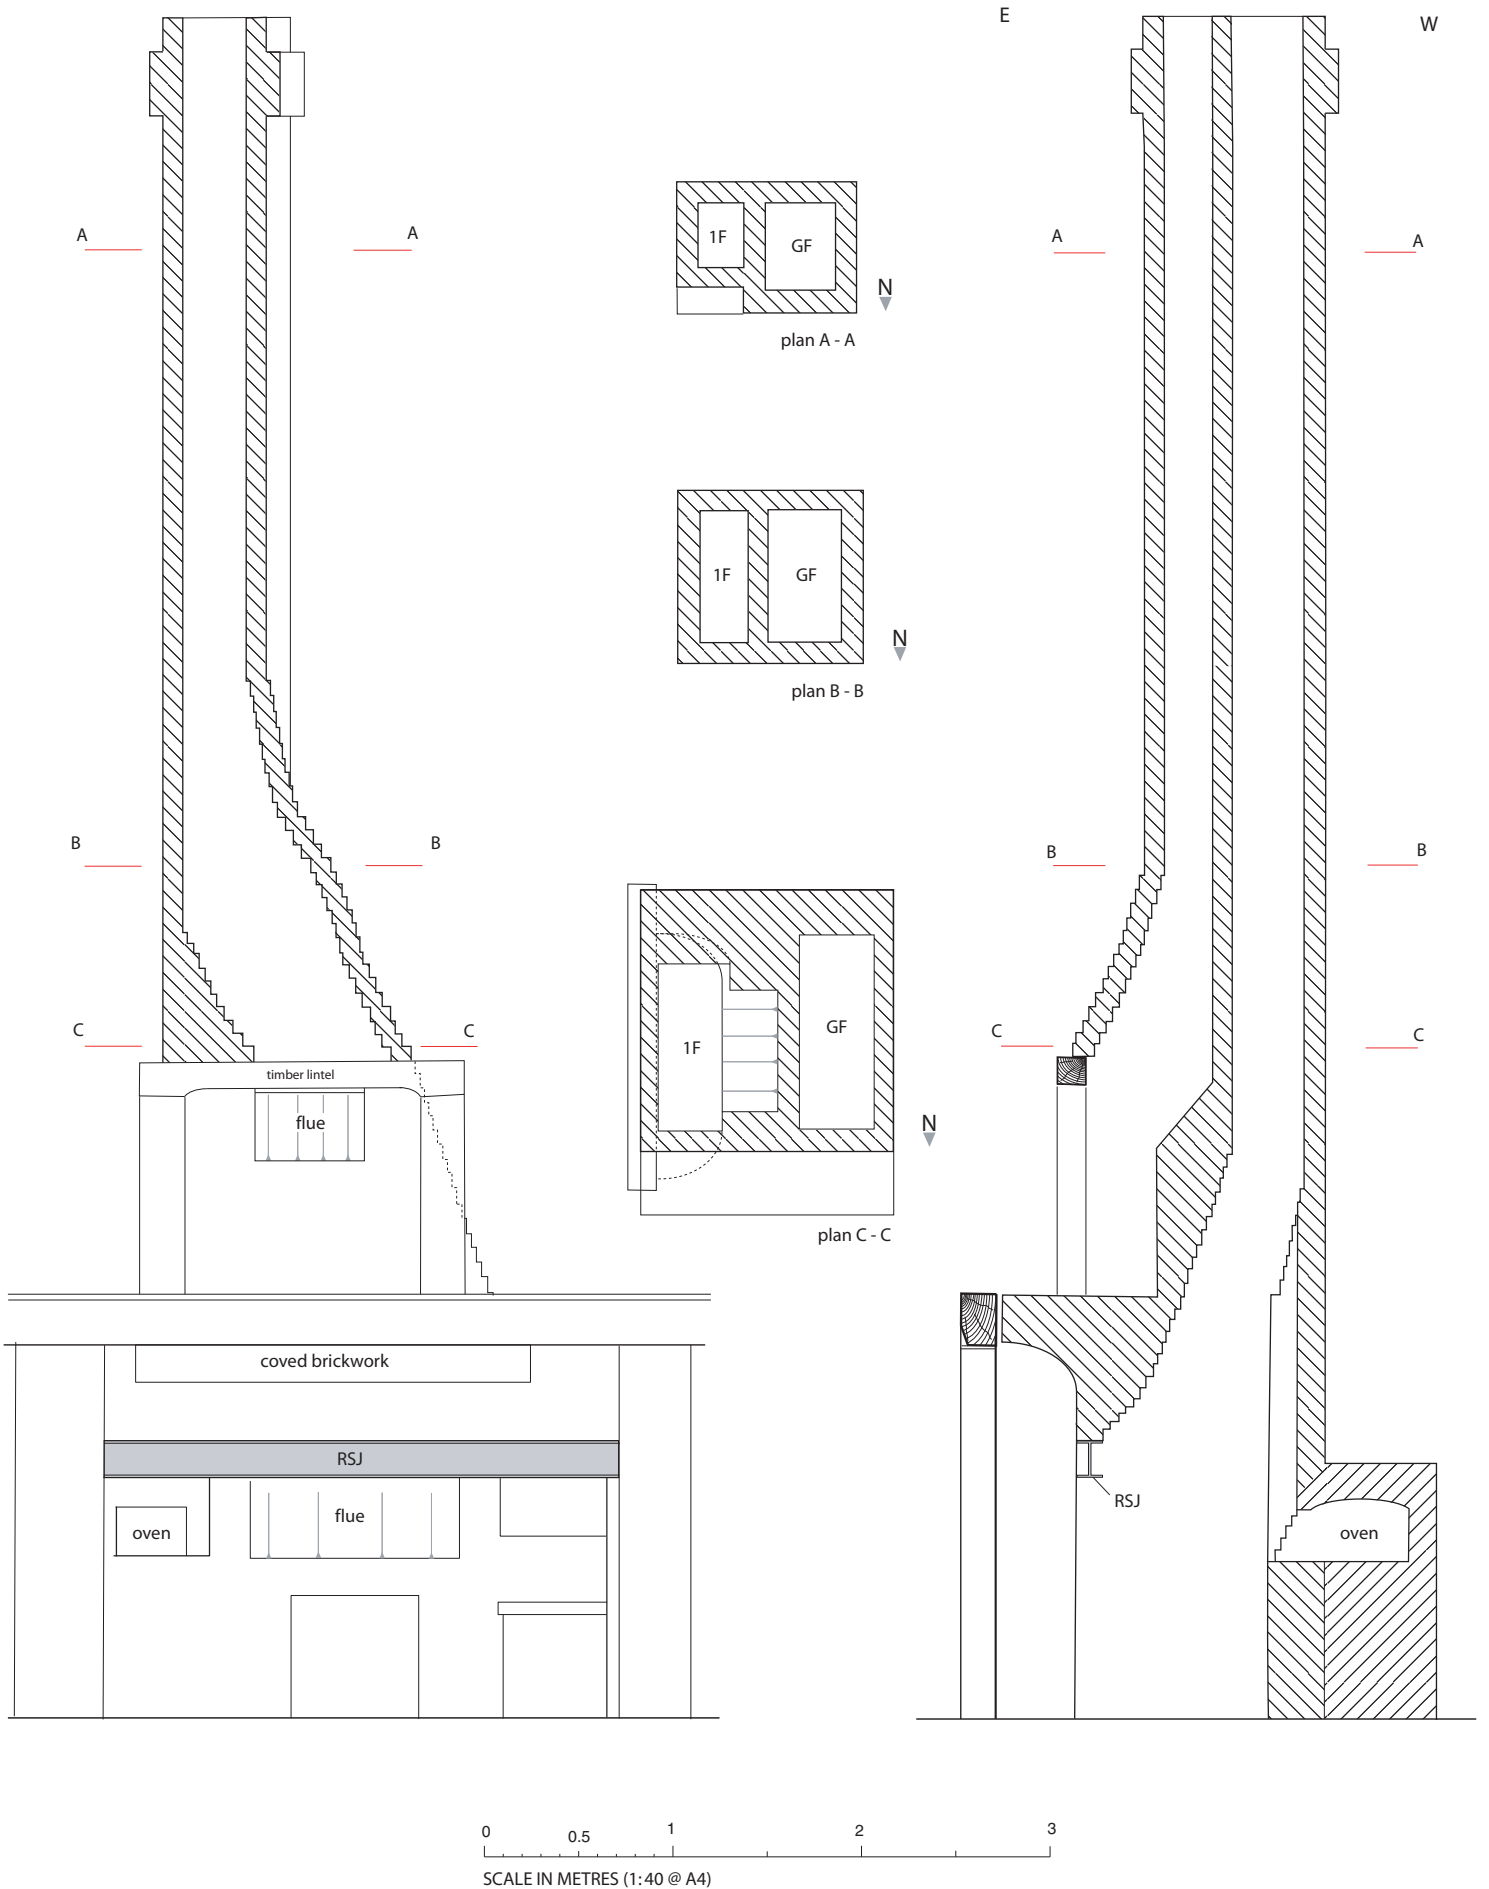 E
W
A
A
A
A
1F
GF
N
plan A - A
1F
GF
N
plan B - B
B
B
B
B
C
C
C
C
1F
GF
N
plan C - C
timber lintel
flue
coved brickwork
RSJ
oven
flue
RSJ
oven
0 0.5 1 2 3
SCALE IN METRES (1:40 @ A4)